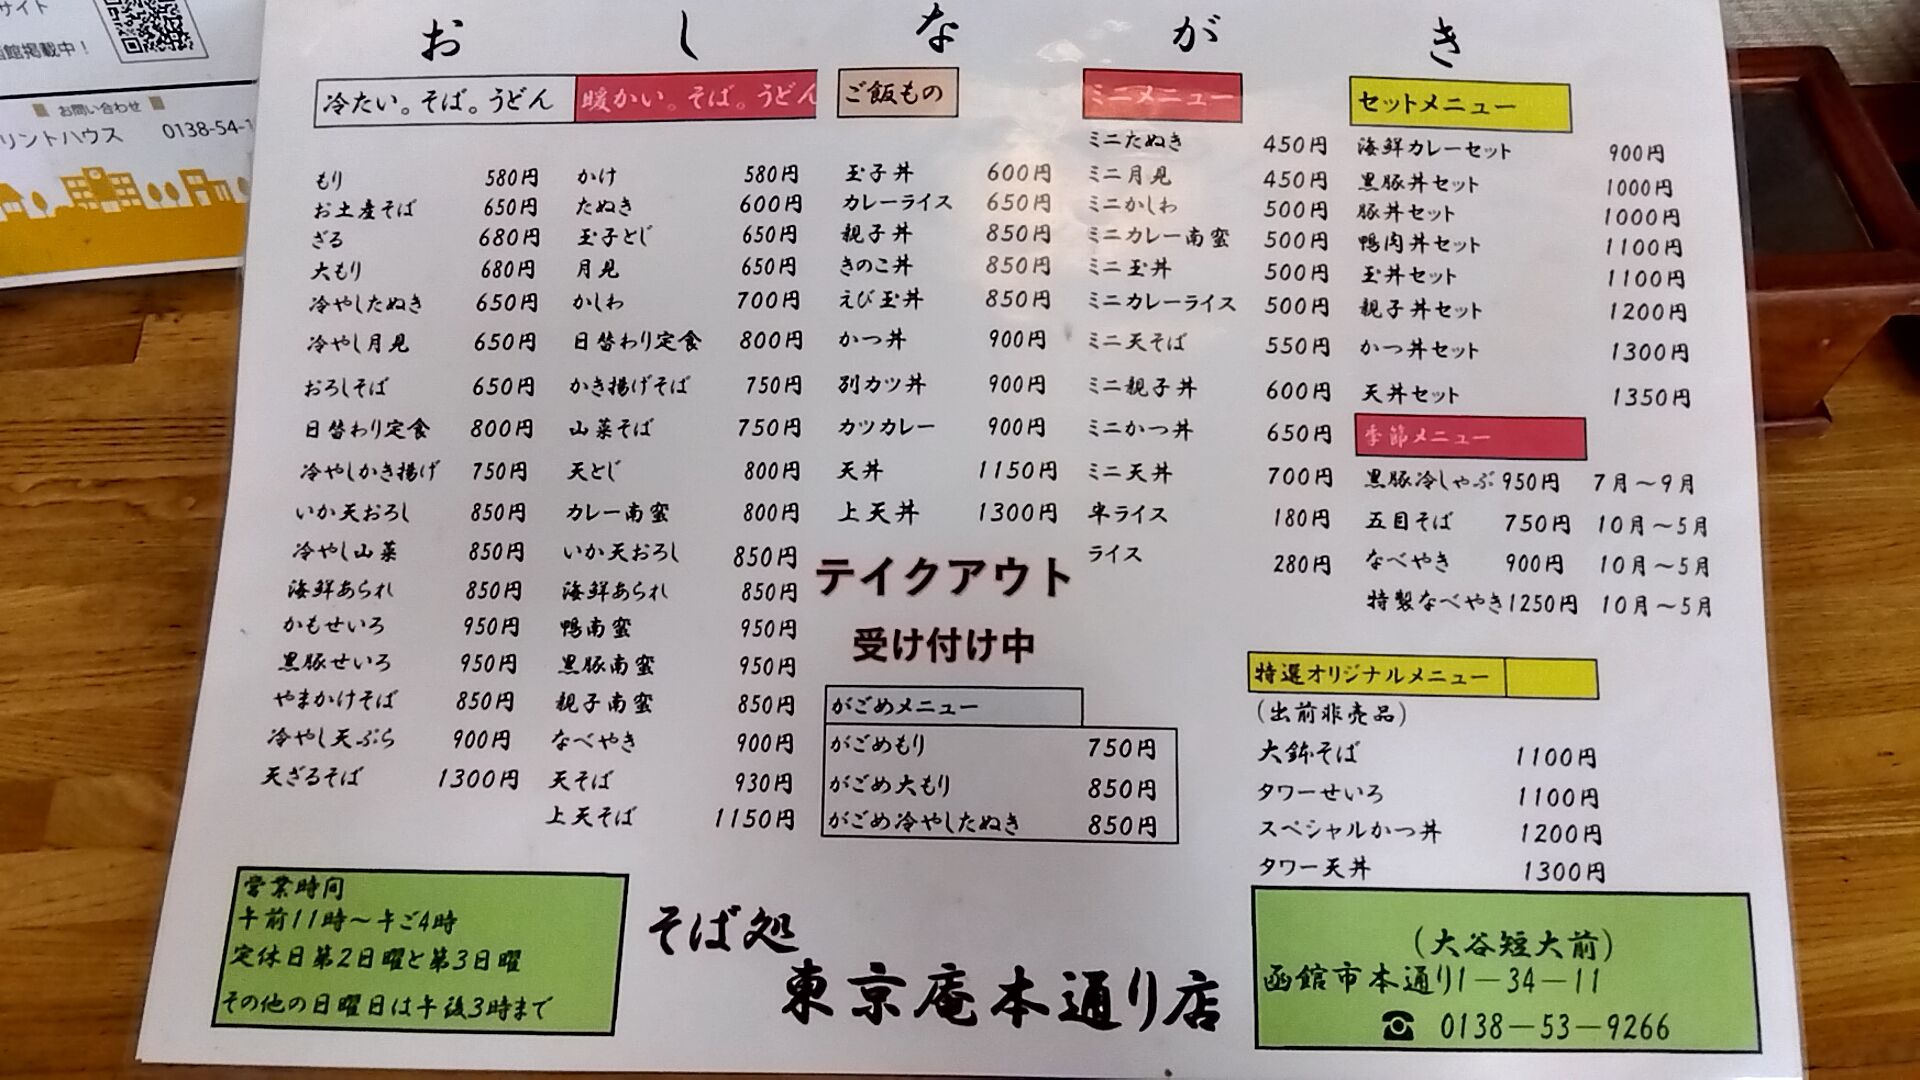 サイト
館掲載中！
お問い合わせ
リントハウス 0138-54-1
おしながき
冷たい。そば。うどん
もり 580円
お土産そば 650円
ざる 680円
大もり 680円
冷やしたぬき 650円
冷やし月見 650円
おろしそば 650円
日替わり定食 800円
冷やしかき揚げ 750円
いか天おろし 850円
冷やし山菜 850円
海鮮あられ 850円
かもせいろ 950円
黒豚せいろ 950円
やまかけそば 850円
冷やし天ぷら 900円
天ざるそば 1300円
暖かい。そば。うどん
かけ 580円
たぬき 600円
玉子とじ 650円
月見 650円
かしわ 700円
日替わり定食 800円
かき揚げそば 750円
山菜そば 750円
天とじ 800円
カレー南蛮 800円
いか天おろし 850円
海鮮あられ 850円
鴨南蛮 950円
黒豚南蛮 950円
親子南蛮 850円
なべやき 900円
天そば 930円
上天そば 1150円
ご飯もの
玉子丼 600円
カレーライス 650円
親子丼 850円
きのこ丼 850円
えび玉丼 850円
かつ丼 900円
別カツ丼 900円
カツカレー 900円
天丼 1150円
上天丼 1300円
テイクアウト
受け付け中
がごめメニュー
がごめもり 750円
がごめ大もり 850円
がごめ冷やしたぬき 850円
ミニメニュー
ミニたぬき 450円
ミニ月見 450円
ミニかしわ 500円
ミニカレー南蛮 500円
ミニ玉丼 500円
ミニカレーライス 500円
ミニ天そば 550円
ミニ親子丼 600円
ミニかつ丼 650円
ミニ天丼 700円
半ライス 180円
ライス 280円
セットメニュー
海鮮カレーセット 900円
黒豚丼セット 1000円
豚丼セット 1000円
鴨肉丼セット 1100円
玉丼セット 1100円
親子丼セット 1200円
かつ丼セット 1300円
天丼セット 1350円
季節メニュー
黒豚冷しゃぶ 950円 7月～9月
五目そば 750円 10月～5月
なべやき 900円 10月～5月
特製なべやき 1250円 10月～5月
特選オリジナルメニュー
（出前非売品）
大鉢そば 1100円
タワーせいろ 1100円
スペシャルかつ丼 1200円
タワー天丼 1300円
営業時間
午前11時～午ご4時
定休日第2日曜と第3日曜
その他の日曜日は午後3時まで
そば処
東京庵本通り店
（大谷短大前）
函館市本通り1－34－11
☎ 0138－53－9266